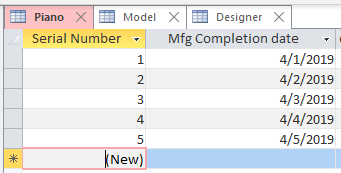 Piano Model Designer
Serial Number Mfg Completion date
1 4/1/2019
2 4/2/2019
3 4/3/2019
4 4/4/2019
5 4/5/2019
(New)